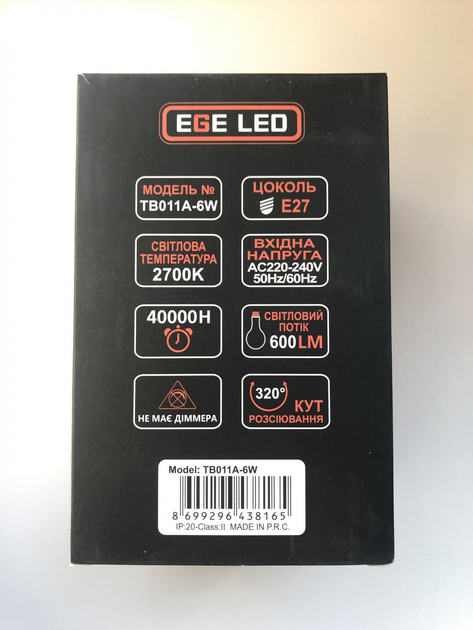 EGE LED
МОДЕЛЬ №
TB011A-6W
ЦОКОЛЬ
E27
СВІТЛОВА
ТЕМПЕРАТУРА
2700K
ВХІДНА
НАПРУГА
AC220-240V
50Hz/60Hz
40000H
СВІТЛОВИЙ
ПОТІК
600LM
НЕ МАЄ ДІММЕРА
320°
КУТ
РОЗСІЮВАННЯ
Model: TB011A-6W
8 699296 438165
IP:20-Class:II MADE IN P.R.C.